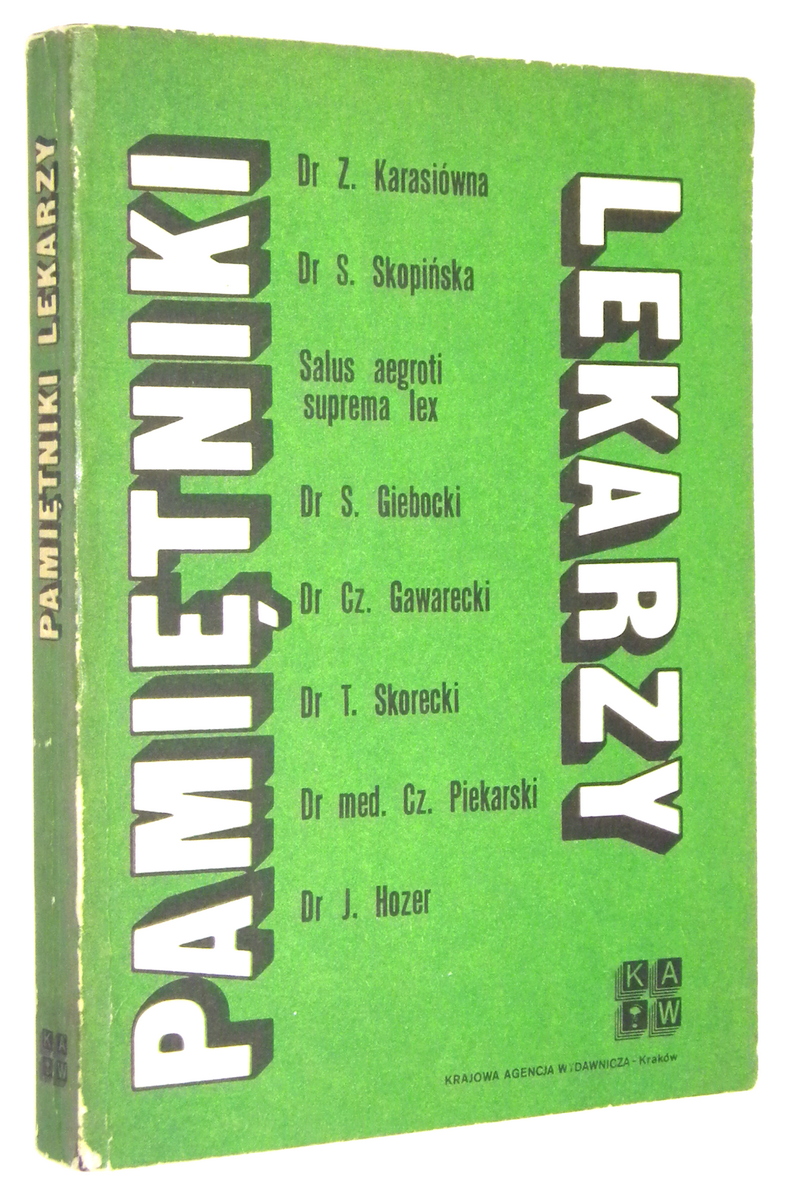 PAMIĘTNIKI LEKARZY
K A
W
PAMIĘTNIKI
Dr Z. Karasiówna
Dr S. Skopińska
Salus aegroti
suprema lex
Dr S. Giebocki
Dr Cz. Gawarecki
Dr T. Skorecki
Dr med. Cz. Piekarski
Dr J. Hozer
LEKARZY
K A
W
KRAJOWA AGENCJA WYDAWNICZA - Kraków